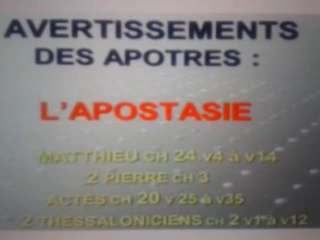 AVERTISSEMENTS
DES APOTRES :
L'APOSTASIE
MATTHIEU CH 24 v4 à v14
2 PIERRE CH 3
ACTES CH 20 v 25 à v35
2 THESSALONICIENS CH 2 v1 à v12